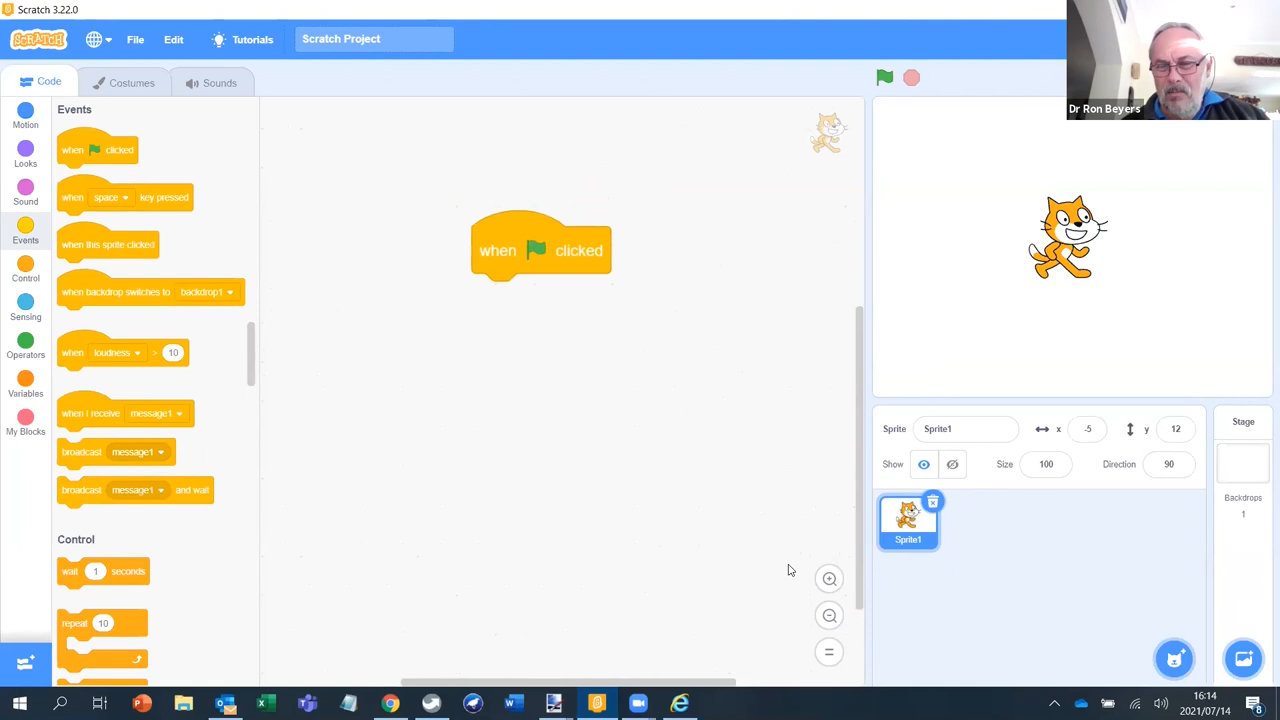 Scratch 3.22.0
SCRATCH
File
Edit
Tutorials
Scratch Project
Dr Ron Beyers
Code
Costumes
Sounds
Motion
Looks
Sound
Events
Control
Sensing
Operators
Variables
My Blocks
Events
when clicked
when space key pressed
when this sprite clicked
when backdrop switches to backdrop1
when loudness > 10
when I receive message1
broadcast message1
broadcast message1 and wait
Control
wait 1 seconds
repeat 10
when clicked
Sprite Sprite1 x -5 y 12
Show Size 100 Direction 90
Sprite1
Stage
Backdrops
1
16:14
2021/07/14
8